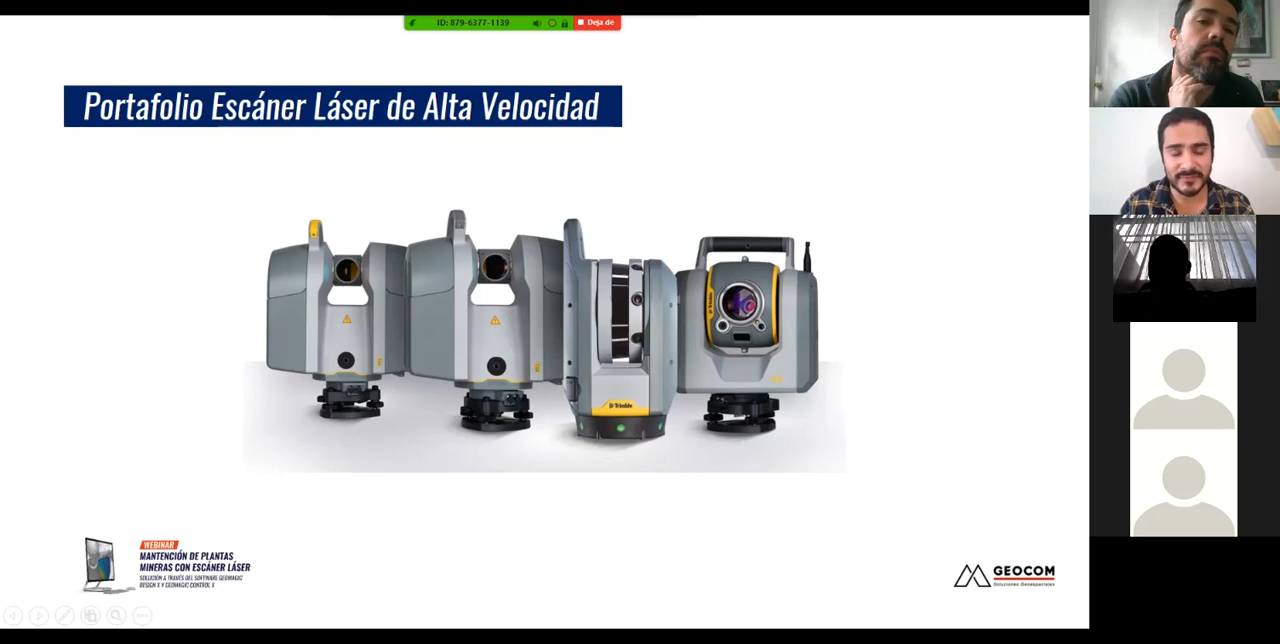 ID: 879-6377-1139
Deja de
Portafolio Escáner Láser de Alta Velocidad
Trimble
WEBINAR
MANTENCIÓN DE PLANTAS
MINERAS CON ESCÁNER LÁSER
SOLUCIÓN A TRAVÉS DEL SOFTWARE GEOMAGIC
DESIGN X Y GEOMAGIC CONTROL X
GEOCOM
Soluciones Geoespaciales